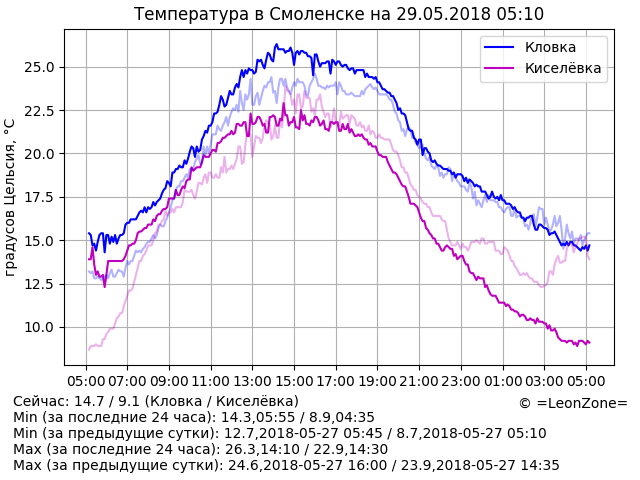 Температура в Смоленске на 29.05.2018 05:10
Кловка
Киселёвка
градусов Цельсия, °C
25.0
22.5
20.0
17.5
15.0
12.5
10.0
05:00 07:00 09:00 11:00 13:00 15:00 17:00 19:00 21:00 23:00 01:00 03:00 05:00
Сейчас: 14.7 / 9.1 (Кловка / Киселёвка)
© =LeonZone=
Min (за последние 24 часа): 14.3,05:55 / 8.9,04:35
Min (за предыдущие сутки): 12.7,2018-05-27 05:45 / 8.7,2018-05-27 05:10
Max (за последние 24 часа): 26.3,14:10 / 22.9,14:30
Max (за предыдущие сутки): 24.6,2018-05-27 16:00 / 23.9,2018-05-27 14:35